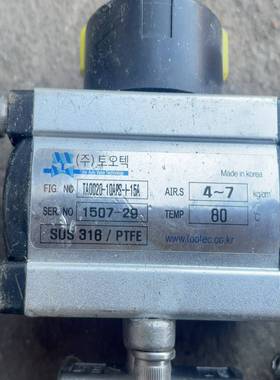 (주)토오텍
Made in korea
FIG. NO TA0020-10APS-I-15A
AIR.S 4~7 kg/cm²
SER. NO 1507-29
TEMP 80 ℃
SUS 316 / PTFE
www.tootec.co.kr